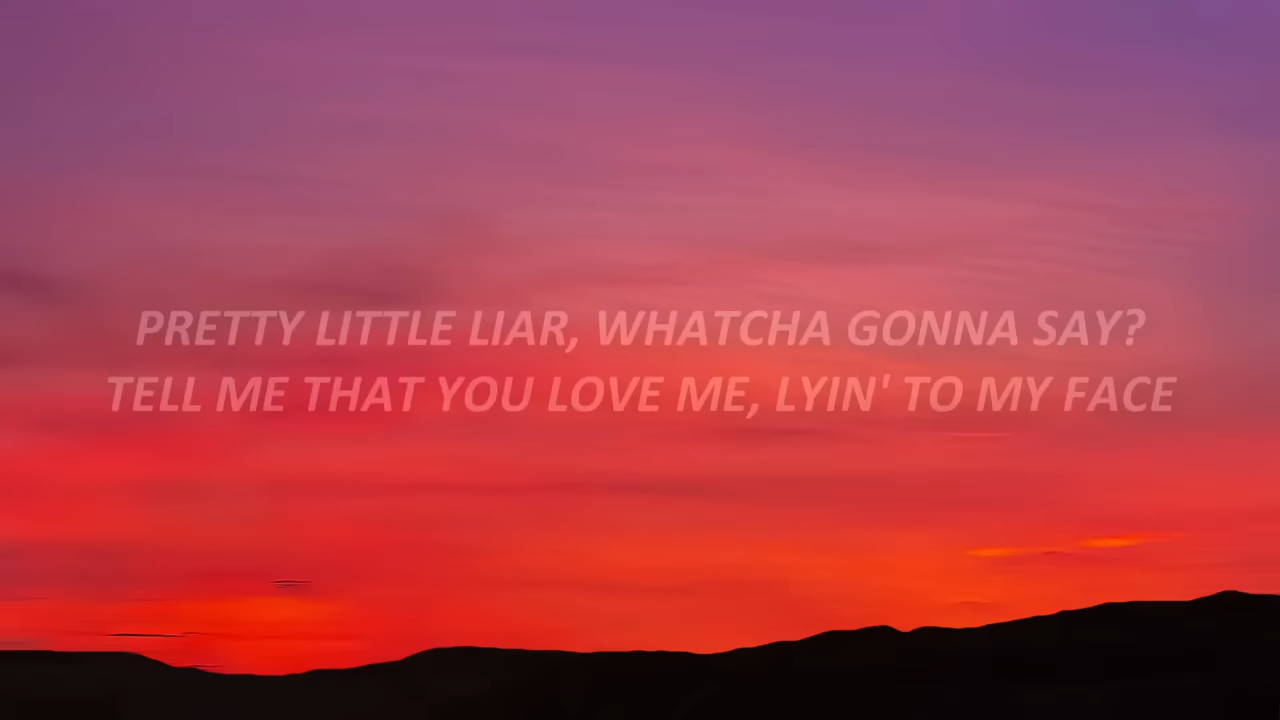 PRETTY LITTLE LIAR, WHATCHA GONNA SAY?
TELL ME THAT YOU LOVE ME, LYIN' TO MY FACE